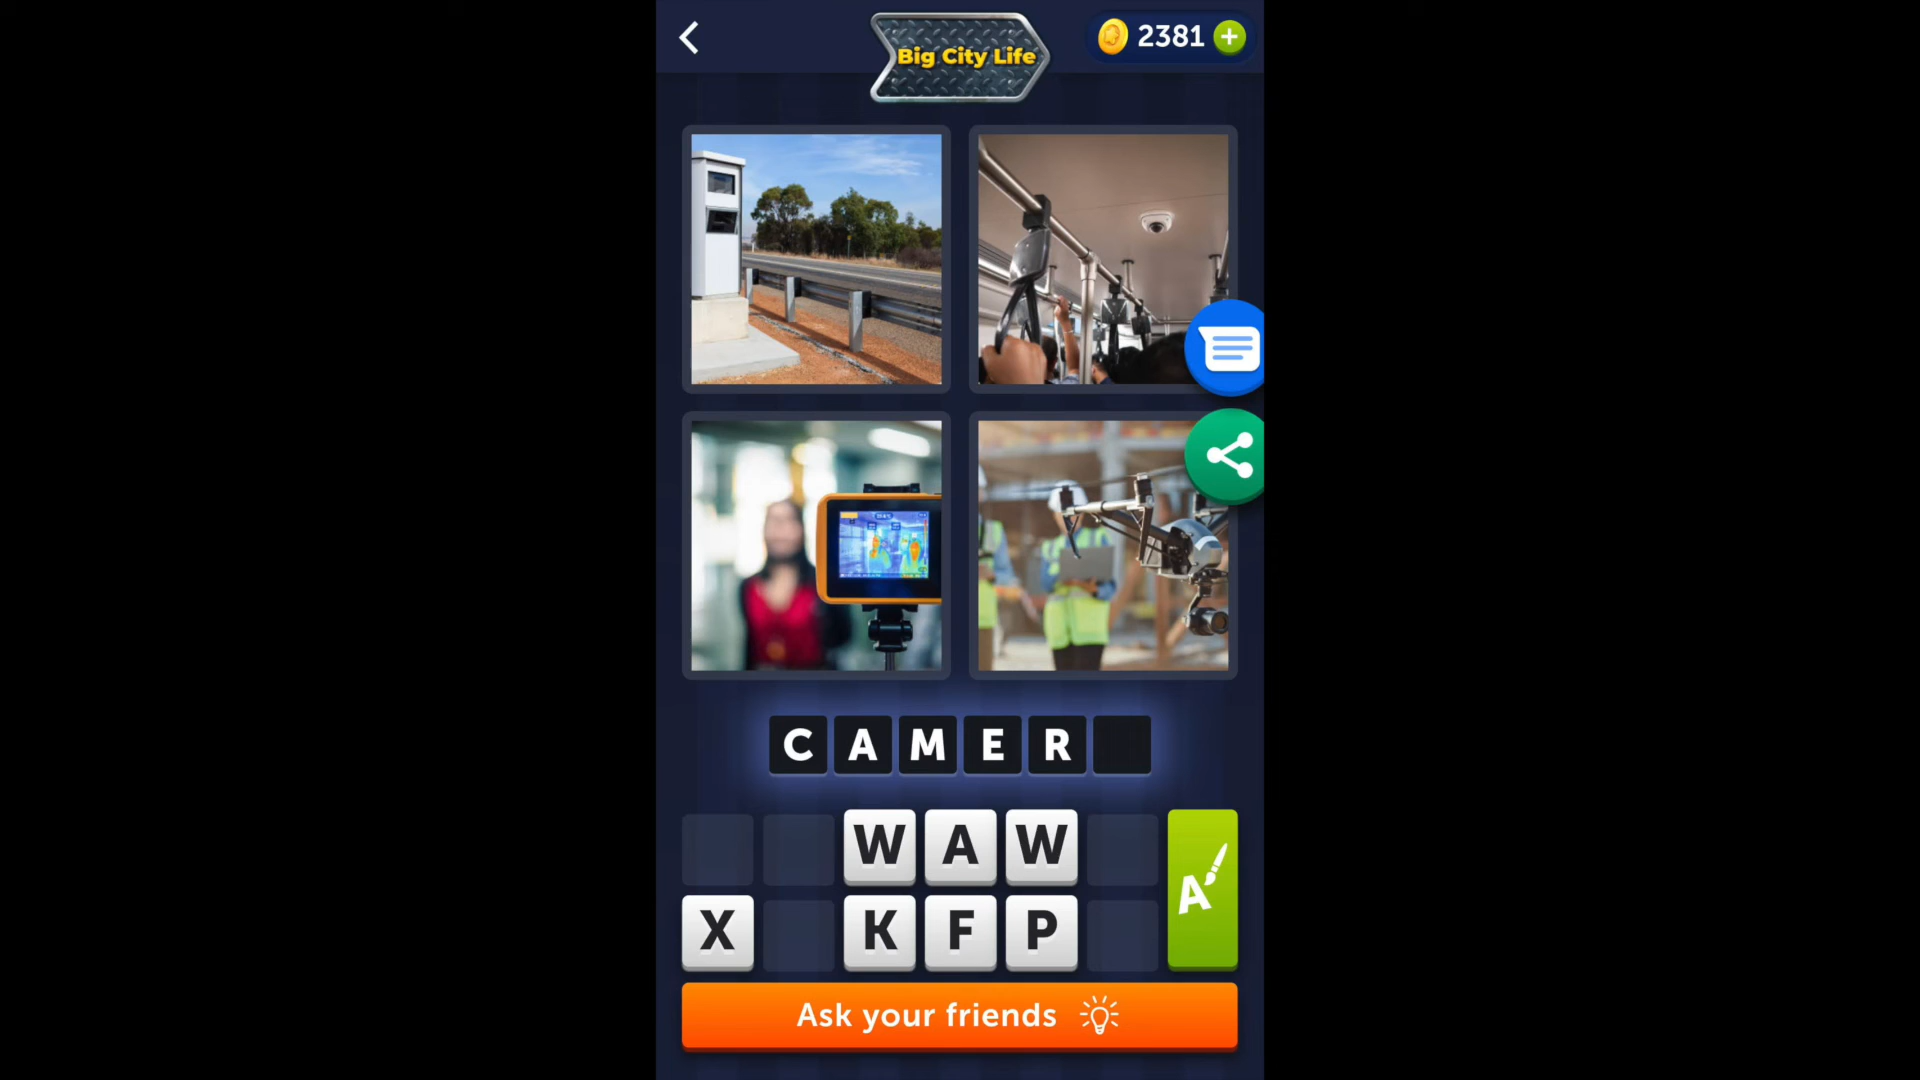 Big City Life
2381
C A M E R
W A W
X K F P
A
Ask your friends